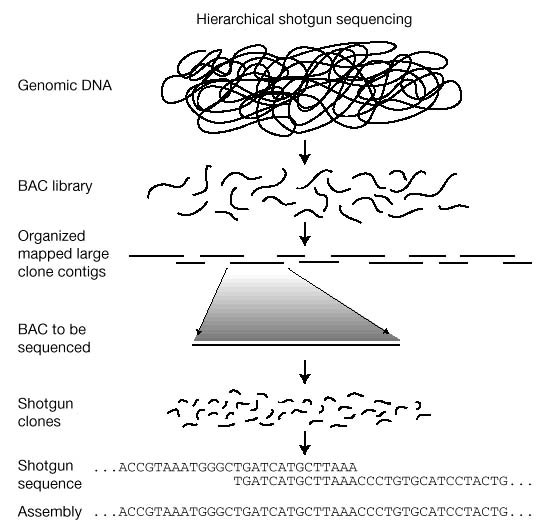 Hierarchical shotgun sequencing
Genomic DNA
BAC library
Organized
mapped large
clone contigs
BAC to be
sequenced
Shotgun
clones
Shotgun
sequence
...ACCGTAAATGGGCTGATCATGCTTAAA
TGATCATGCTTAAACCCTGTGCATCCTACTG...
Assembly
...ACCGTAAATGGGCTGATCATGCTTAAACCCTGTGCATCCTACTG...